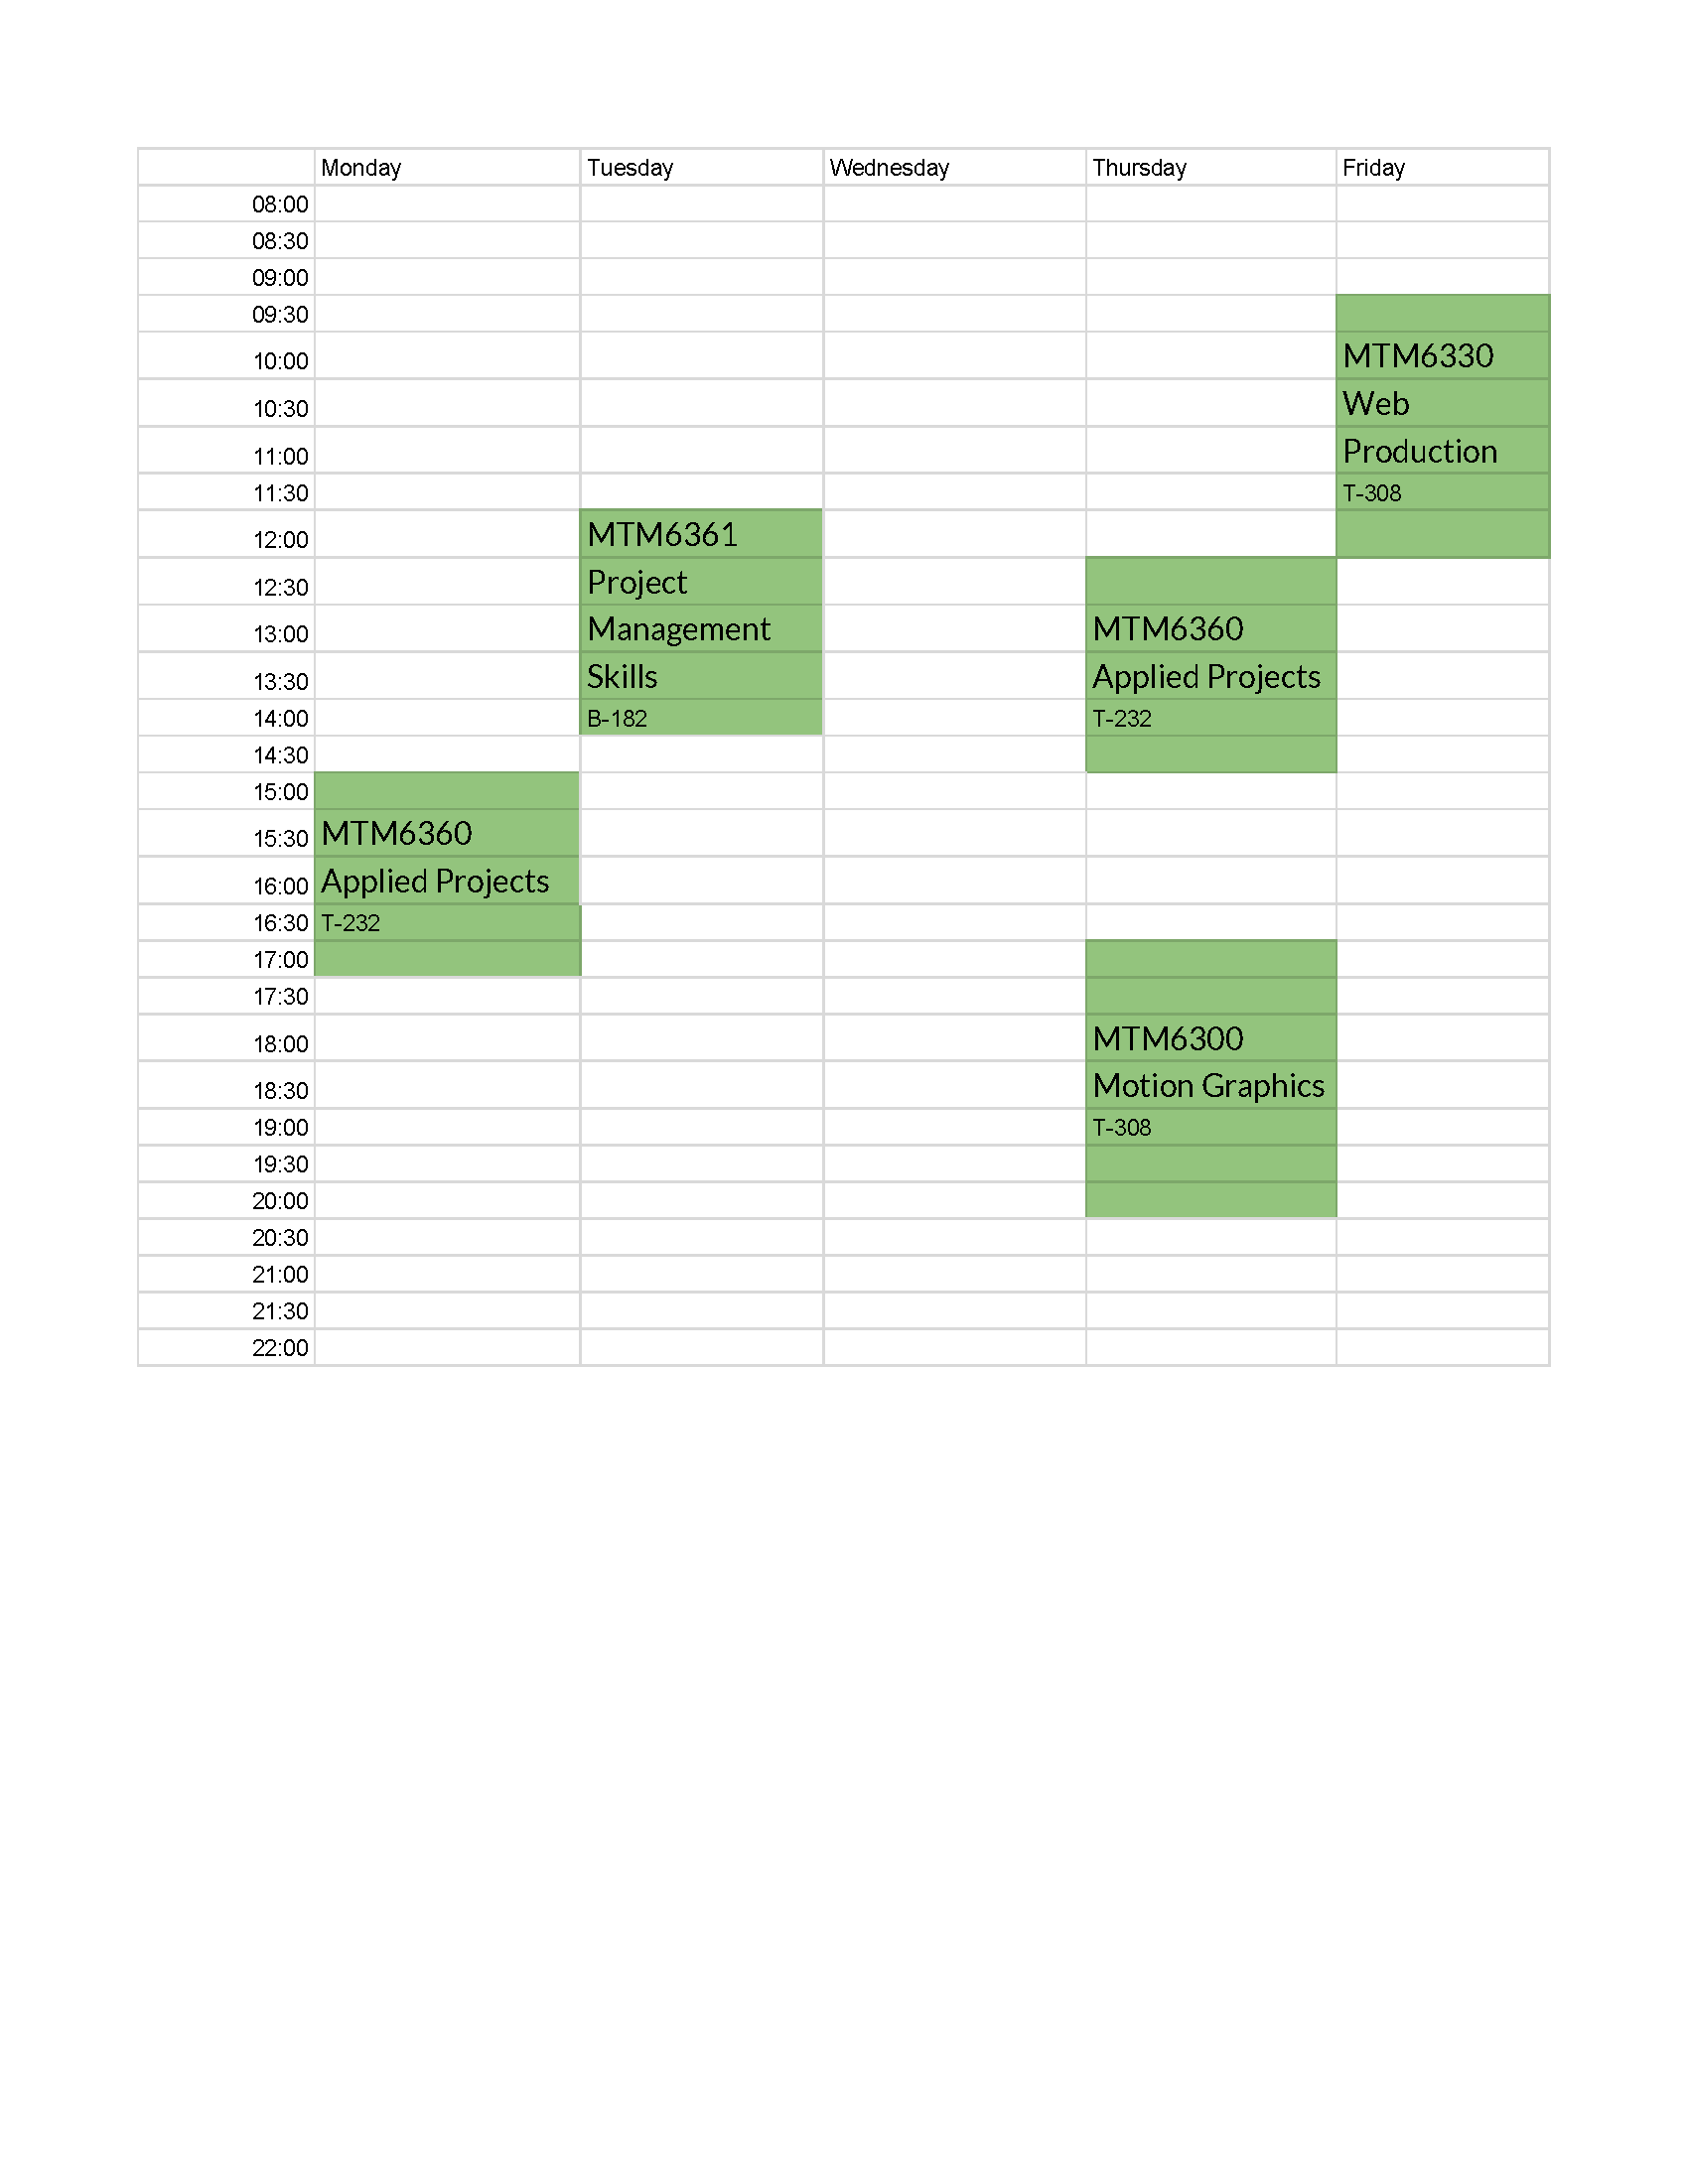 Monday Tuesday Wednesday Thursday Friday
08:00
08:30
09:00
09:30
10:00 MTM6330
10:30 Web
11:00 Production
11:30 T-308
12:00 MTM6361
12:30 Project
13:00 Management MTM6360
13:30 Skills Applied Projects
14:00 B-182 T-232
14:30
15:00
15:30 MTM6360
16:00 Applied Projects
16:30 T-232
17:00
17:30
18:00 MTM6300
18:30 Motion Graphics
19:00 T-308
19:30
20:00
20:30
21:00
21:30
22:00